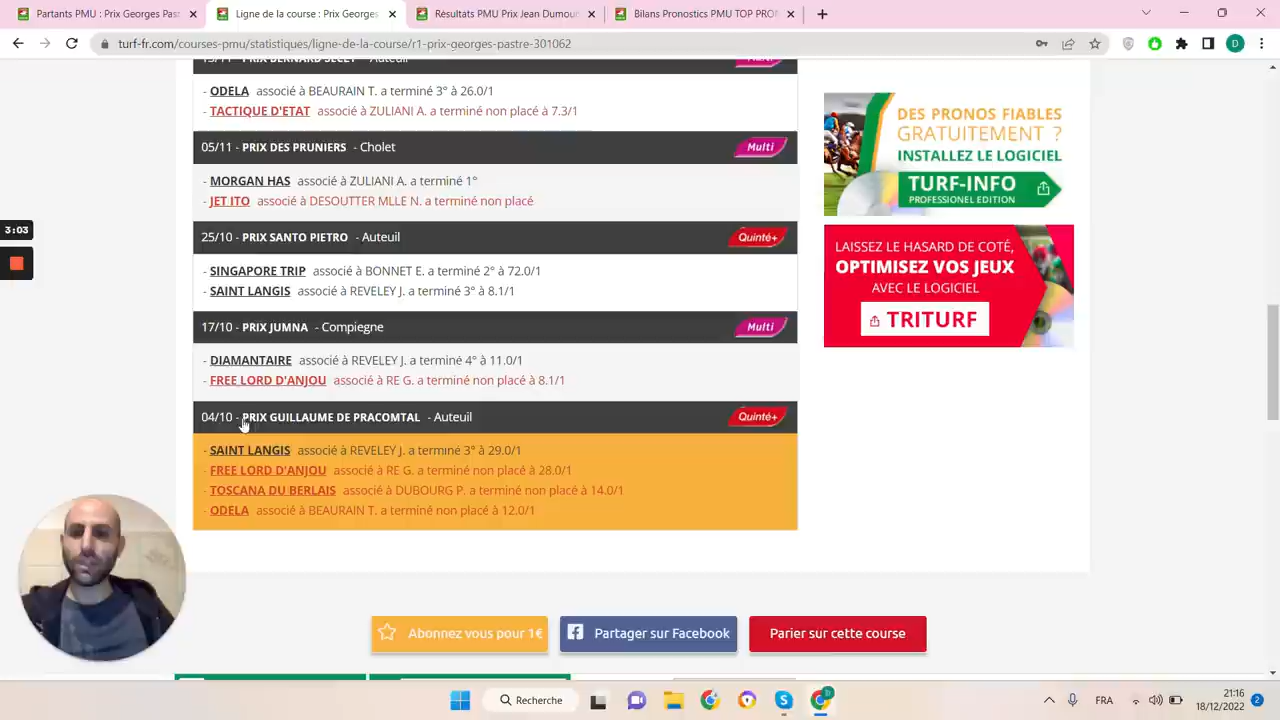 Partants PMU : Prix Georges Pas
Ligne de la course : Prix Georges
Résultats PMU Prix Jean Dumou
Bilans Pronostics PMU TOP PRO
turf-fr.com/courses/statistiques/ligne-de-la-course/r1-prix-georges-pastre-301062
D
PRIX BERNARD SECLY - Auteuil
- ODELA associé à BEAURAIN T. a terminé 3° à 26.0/1
- TACTIQUE D'ETAT associé à ZULIANI A. a terminé non placé à 7.3/1
05/11 - PRIX DES PRUNIERS - Cholet
Multi
- MORGAN HAS associé à ZULIANI A. a terminé 1°
- JET ITO associé à DESOUTTER MLLE N. a terminé non placé
25/10 - PRIX SANTO PIETRO - Auteuil
Quinté+
- SINGAPORE TRIP associé à BONNET E. a terminé 2° à 72.0/1
- SAINT LANGIS associé à REVELEY J. a terminé 3° à 8.1/1
17/10 - PRIX JUMNA - Compiegne
Multi
- DIAMANTAIRE associé à REVELEY J. a terminé 4° à 11.0/1
- FREE LORD D'ANJOU associé à RE G. a terminé non placé à 8.1/1
04/10 - PRIX GUILLAUME DE PRACOMTAL - Auteuil
Quinté+
- SAINT LANGIS associé à REVELEY J. a terminé 3° à 29.0/1
- FREE LORD D'ANJOU associé à RE G. a terminé non placé à 28.0/1
- TOSCANA DU BERLAIS associé à DUBOURG P. a terminé non placé à 14.0/1
- ODELA associé à BEAURAIN T. a terminé non placé à 12.0/1
DES PRONOS FIABLES
GRATUITEMENT ?
INSTALLEZ LE LOGICIEL
TURF-INFO
PROFESSIONEL EDITION
LAISSEZ LE HASARD DE COTÉ,
OPTIMISEZ VOS JEUX
AVEC LE LOGICIEL
TRITURF
3:03
Abonnez vous pour 1€
Partager sur Facebook
Parier sur cette course
Recherche
FRA
21:16
18/12/2022
2